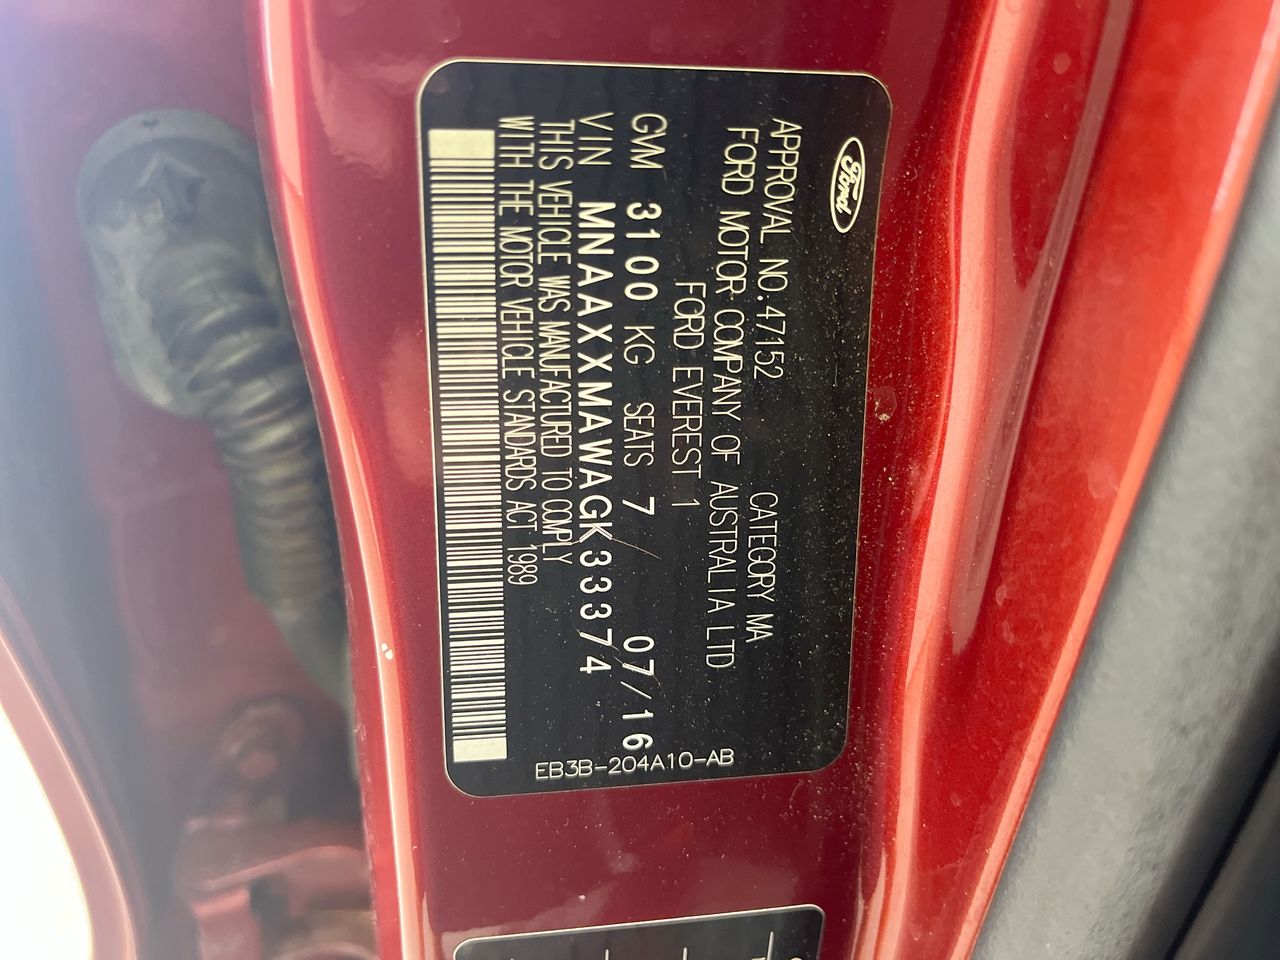 Ford
APPROVAL NO.47152 CATEGORY MA
FORD MOTOR COMPANY OF AUSTRALIA LTD
FORD EVEREST 1
GVM 3100 KG SEATS 7 07/16
VIN MNAAXXMAWAGK33374
THIS VEHICLE WAS MANUFACTURED TO COMPLY
WITH THE MOTOR VEHICLE STANDARDS ACT 1989
EB3B-204A10-AB